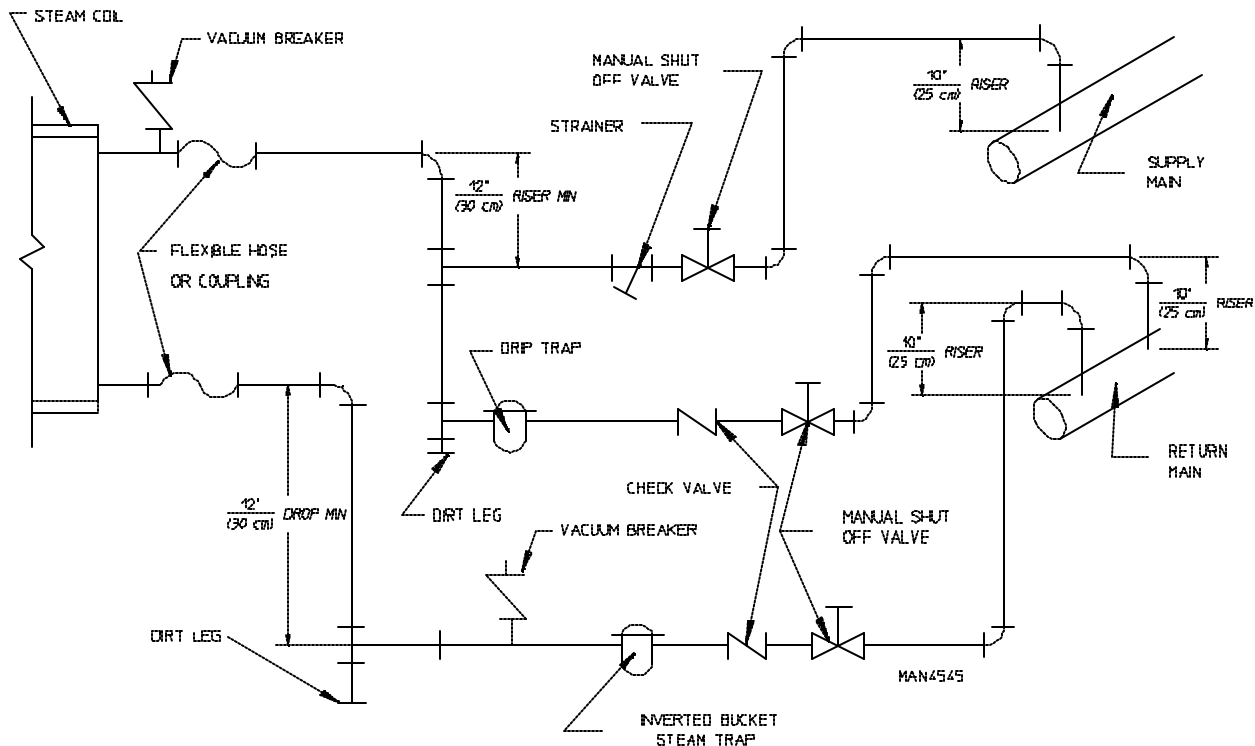 STEAM COIL
VACUUM BREAKER
MANUAL SHUT
OFF VALVE
10"
(25 cm) RISER
STRAINER
SUPPLY
MAIN
12"
(30 cm) RISER MIN
FLEXIBLE HOSE
OR COUPLING
10"
(25 cm) RISER
10"
(25 cm) RISER
DRIP TRAP
RETURN
MAIN
CHECK VALVE
12"
(30 cm) DROP MIN
DIRT LEG
MANUAL SHUT
OFF VALVE
VACUUM BREAKER
DIRT LEG
MAN4545
INVERTED BUCKET
STEAM TRAP